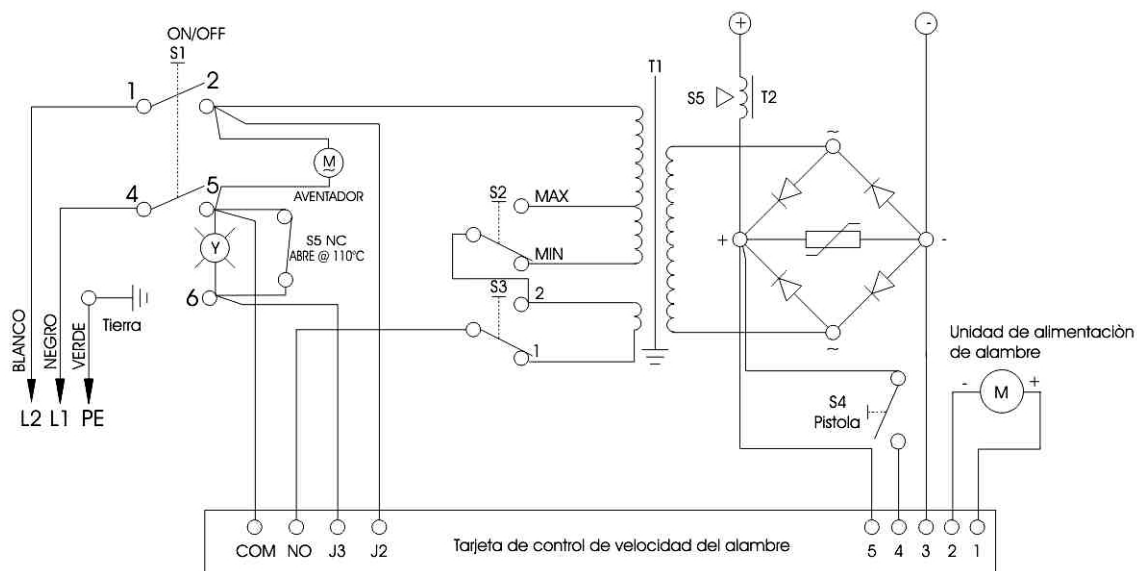 ON/OFF
S1
1
2
4
5
6
M
~
AVENTADOR
Y
S5 NC
ABRE @ 110ºC
Tierra
BLANCO
NEGRO
VERDE
L2
L1
PE
S2
MAX
MIN
S3
2
1
T1
+
-
S5
T2
~
+
-
~
S4
Pistola
Unidad de alimentaciòn
de alambre
-
M
+
COM
NO
J3
J2
Tarjeta de control de velocidad del alambre
5
4
3
2
1